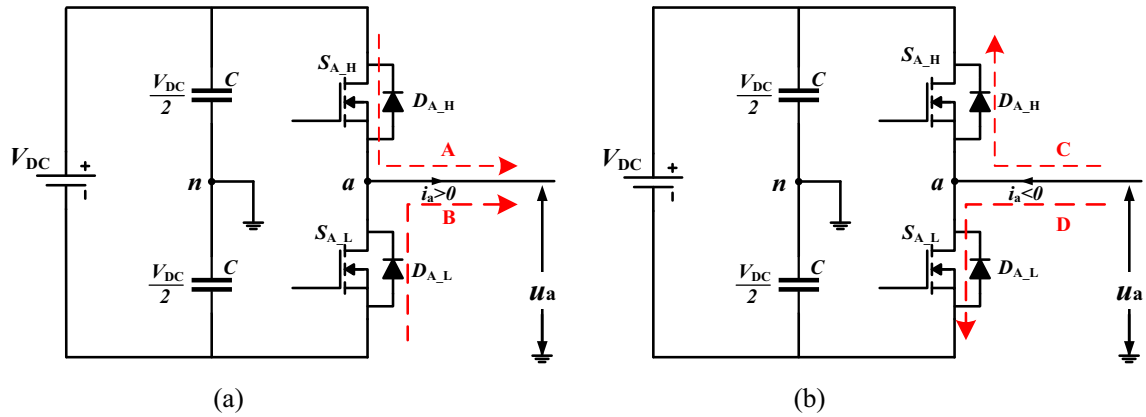 V_DC
+
V_DC
2
C
n
V_DC
2
C
S_A_H
D_A_H
A
a
i_a>0
B
S_A_L
D_A_L
u_a
(a)
V_DC
+
V_DC
2
C
n
V_DC
2
C
S_A_H
D_A_H
C
a
i_a<0
D
S_A_L
D_A_L
u_a
(b)